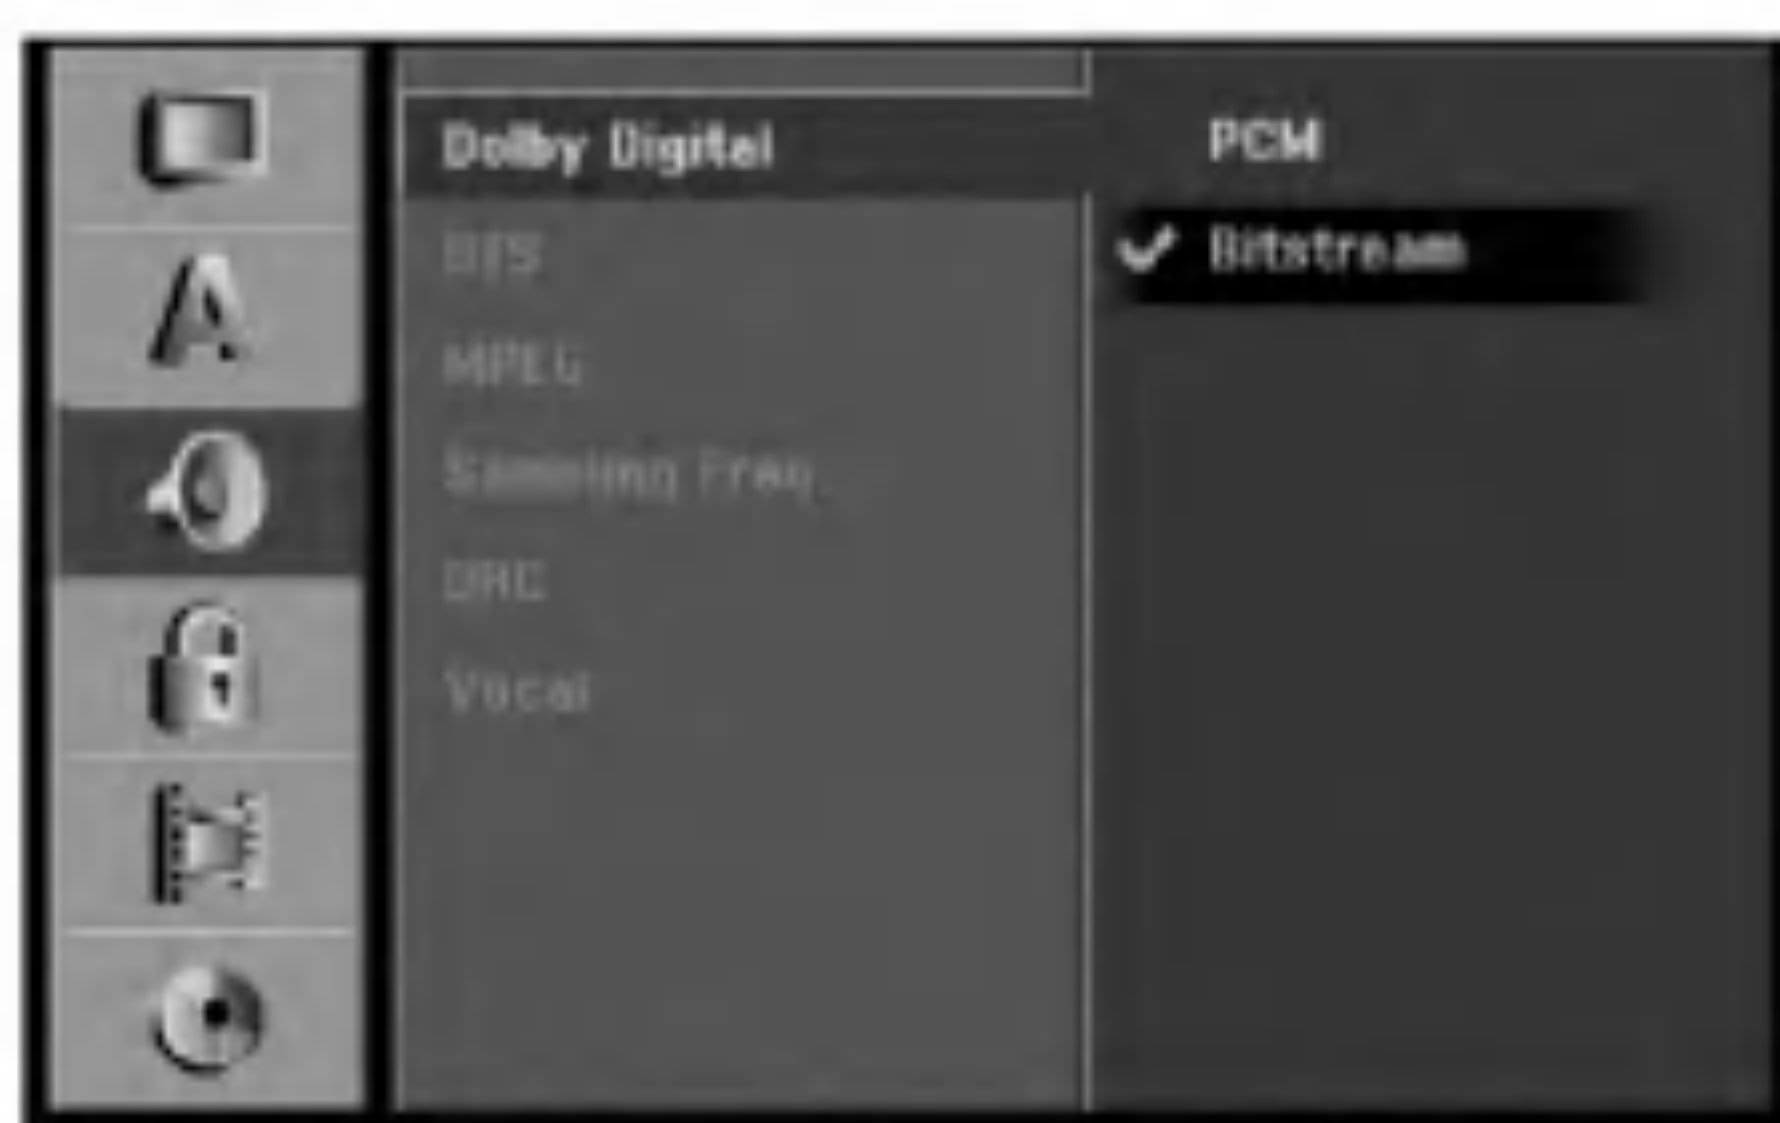 Dolby Digital
DTS
MPEG
Sampling Freq.
DRC
Vocal
PCM
Bitstream